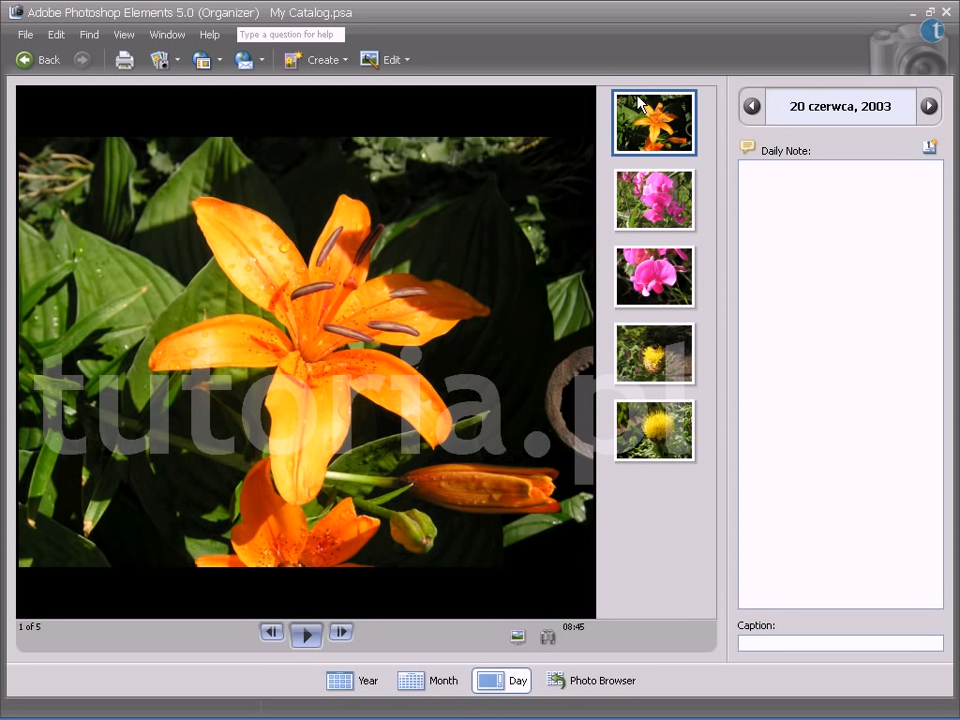 Adobe Photoshop Elements 5.0 (Organizer) My Catalog.psa
File Edit Find View Window Help Type a question for help
Back Create Edit
t
20 czerwca, 2003
Daily Note:
1
tutoria.pl
1 of 5
08:45
Caption:
Year Month Day Photo Browser